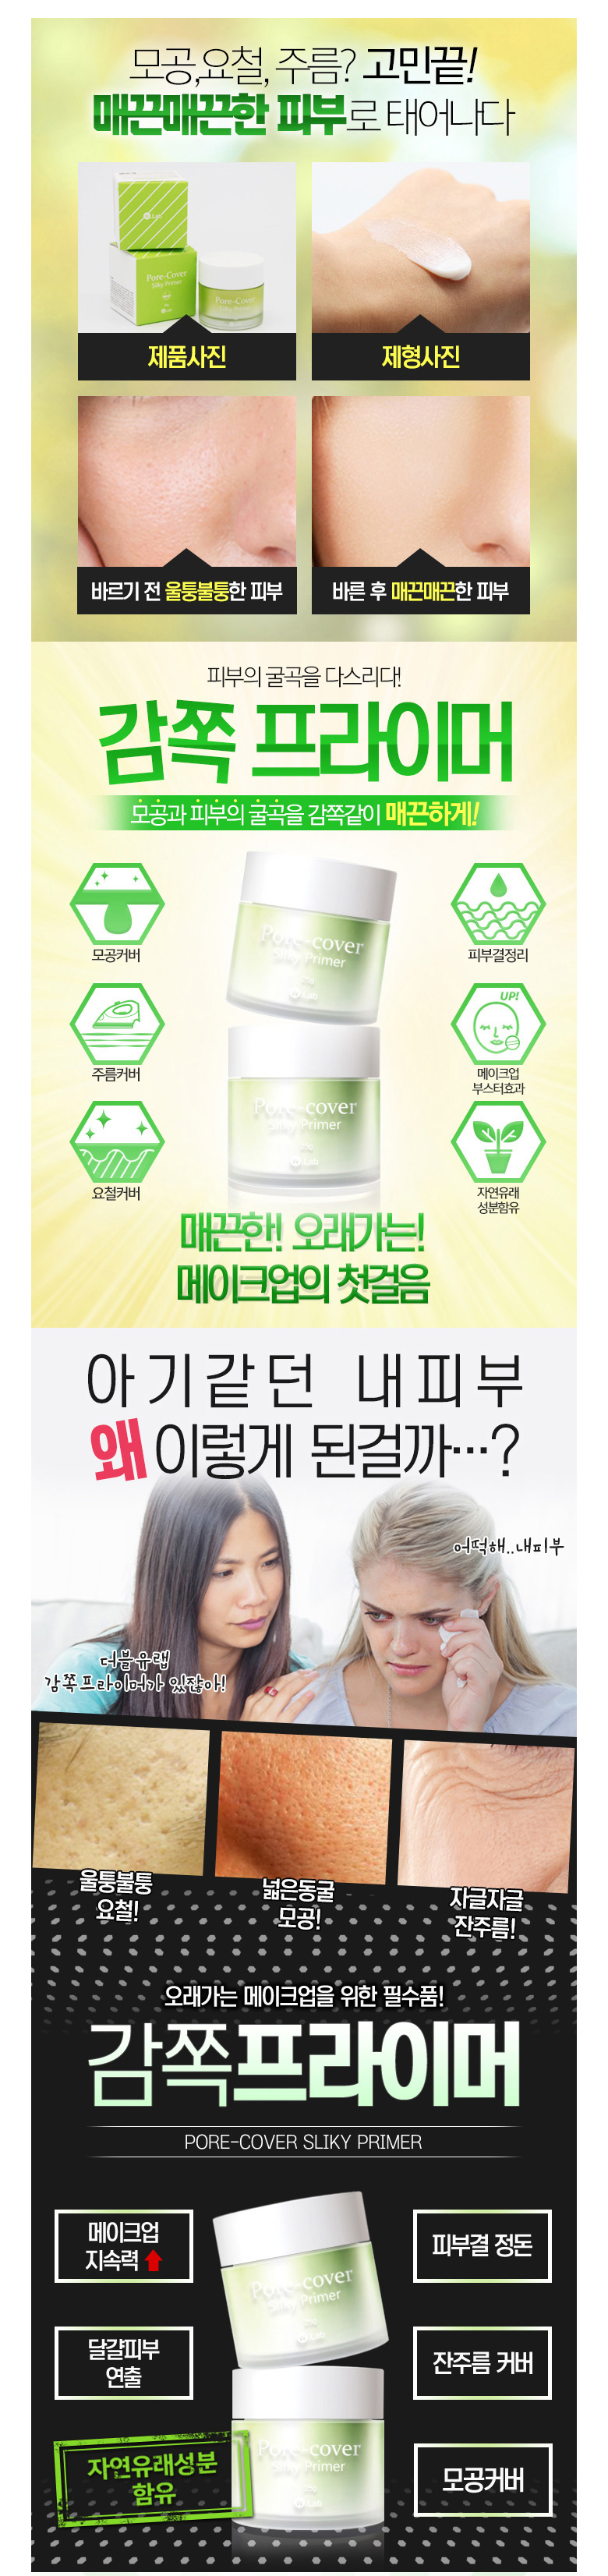 모공,요철, 주름? 고민끝!
매끈매끈한 피부로 태어나다
Lab
Pore-Cover
Silky Primer
Pore-Cover
제품사진
제형사진
바르기 전 울퉁불퉁한 피부
바른 후 매끈매끈한 피부
피부의 굴곡을 다스리다!
감쪽 프라이머
모공과 피부의 굴곡을 감쪽같이 매끈하게!
모공커버
주름커버
요철커버
Pore-cover
Silky Primer
Lab
Pore-cover
Silky Primer
Lab
피부결정리
UP!
메이크업
부스터효과
자연유래
성분함유
매끈한! 오래가는!
메이크업의 첫걸음
아기같던 내피부
왜 이렇게 된걸까...?
어떡해..내피부
더블유랩
감쪽프라이머가 있잖아!
울퉁불퉁
요철!
넓은동굴
모공!
자글자글
잔주름!
오래가는 메이크업을 위한 필수품!
감쪽프라이머
PORE-COVER SLIKY PRIMER
메이크업
지속력
달걀피부
연출
자연유래성분
함유
Pore-cover
Silky Primer
Lab
Pore-cover
Silky Primer
Lab
피부결 정돈
잔주름 커버
모공커버